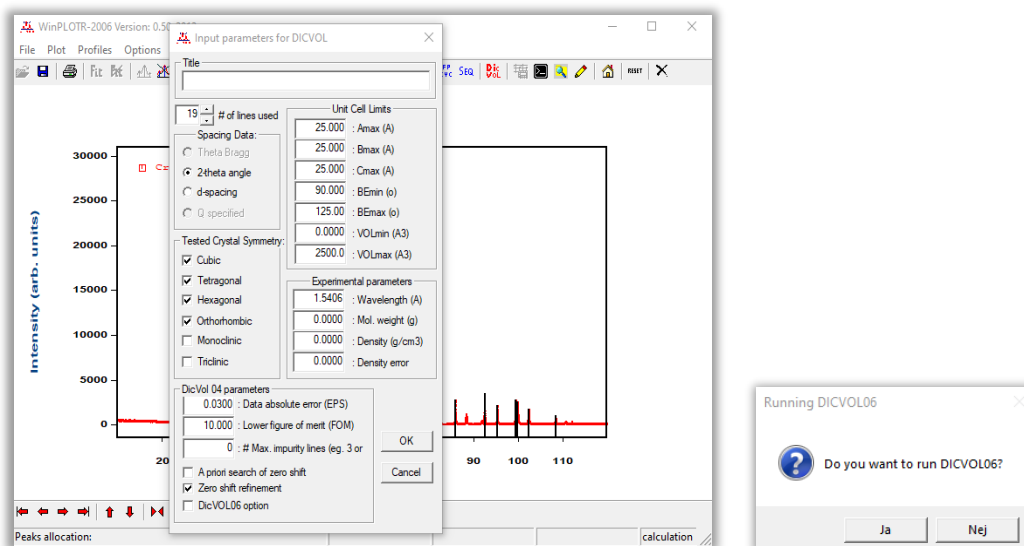 WinPLOTR-2006 Version: 0.50
File Plot Profiles Options
SEQ
Dic VOL
RESET
Intensity (arb. units)
30000
25000
20000
15000
10000
5000
0
20
90 100 110
Peaks allocation:
calculation
Input parameters for DICVOL
Title
19 # of lines used
Spacing Data:
Theta Bragg
2-theta angle
d-spacing
Q specified
Tested Crystal Symmetry:
Cubic
Tetragonal
Hexagonal
Orthorhombic
Monoclinic
Triclinic
Unit Cell Limits
25.000 : Amax (A)
25.000 : Bmax (A)
25.000 : Cmax (A)
90.000 : BEmin (o)
125.00 : BEmax (o)
0.0000 : VOLmin (A3)
2500.0 : VOLmax (A3)
Experimental parameters
1.5406 : Wavelength (A)
0.0000 : Mol. weight (g)
0.0000 : Density (g/cm3)
0.0000 : Density error
DicVol 04 parameters
0.0300 : Data absolute error (EPS)
10.000 : Lower figure of merit (FOM)
0 : # Max. impurity lines (eg. 3 or
A priori search of zero shift
Zero shift refinement
DicVOL06 option
OK
Cancel
Running DICVOL06
Do you want to run DICVOL06?
Ja Nej